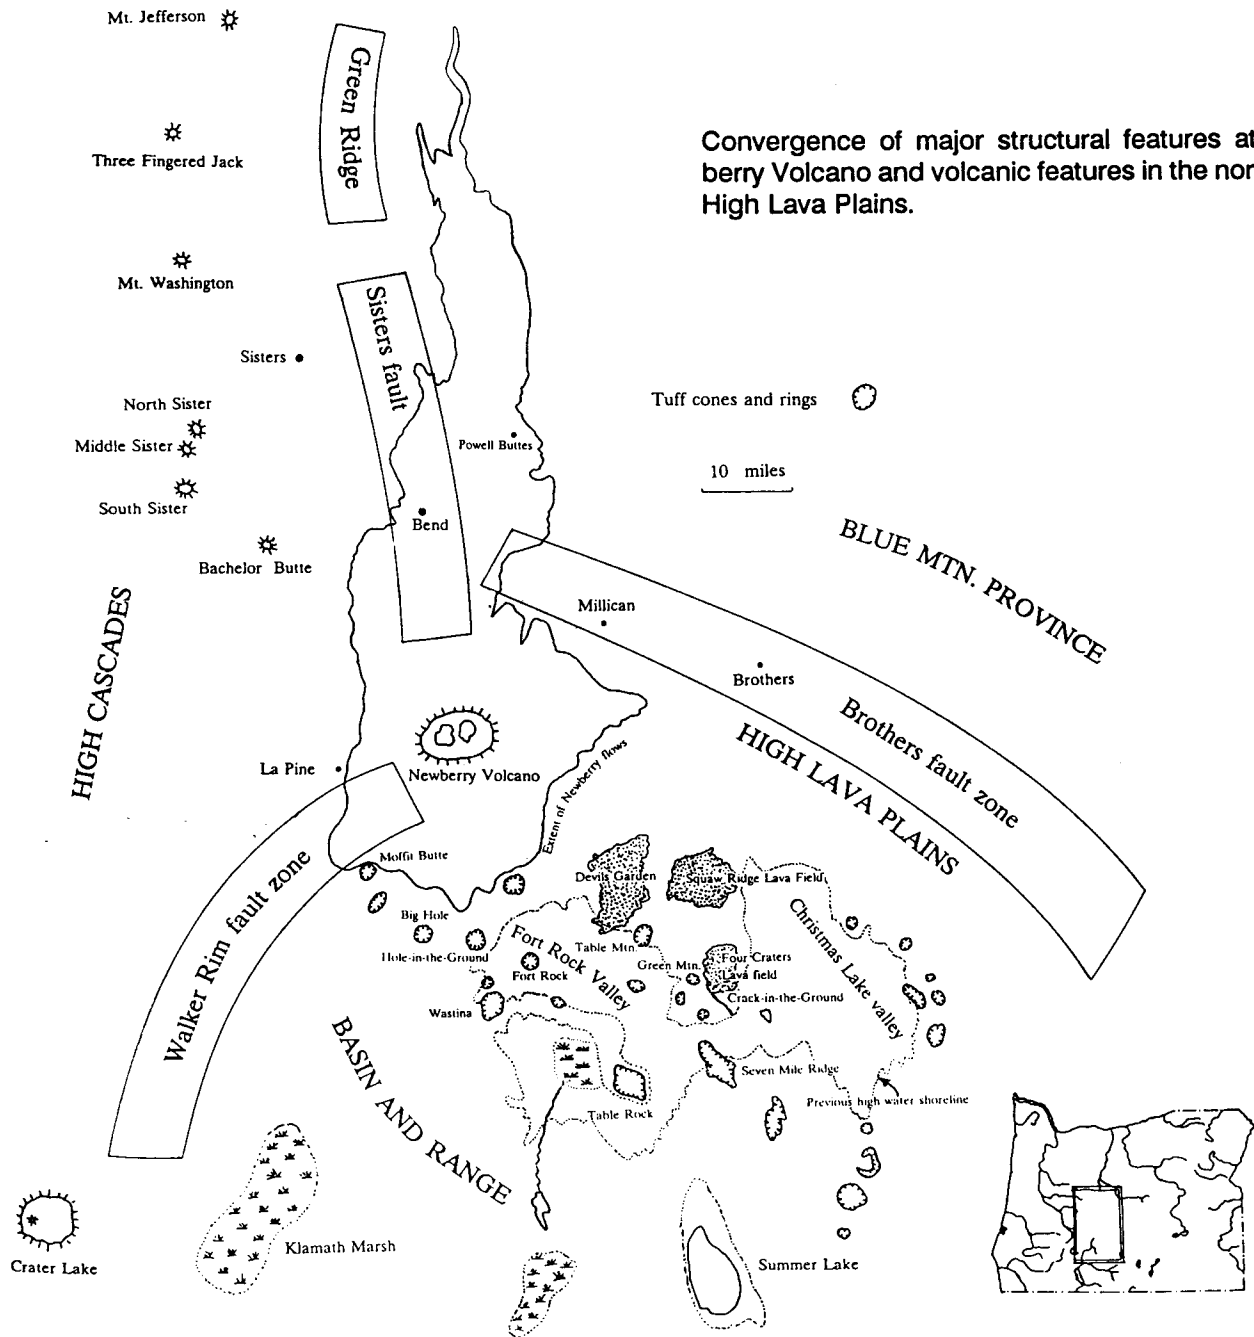 Mt. Jefferson
Green Ridge
Three Fingered Jack
Convergence of major structural features at
berry Volcano and volcanic features in the nor
High Lava Plains.
Mt. Washington
Sisters fault
Sisters
North Sister
Middle Sister
South Sister
Tuff cones and rings
Powell Buttes
10 miles
Bend
Bachelor Butte
BLUE MTN. PROVINCE
HIGH CASCADES
Millican
Brothers
Brothers fault zone
HIGH LAVA PLAINS
La Pine
Newberry Volcano
Extent of Newberry flows
Walker Rim fault zone
Moffit Butte
Devils Garden
Squaw Ridge Lava Field
Big Hole
Hole-in-the-Ground
Fort Rock Valley
Table Mtn.
Christmas Lake valley
Fort Rock
Green Mtn.
Four Craters
Lava field
Crack-in-the-Ground
Wastina
BASIN AND RANGE
Seven Mile Ridge
Table Rock
Previous high water shoreline
Klamath Marsh
Crater Lake
Summer Lake